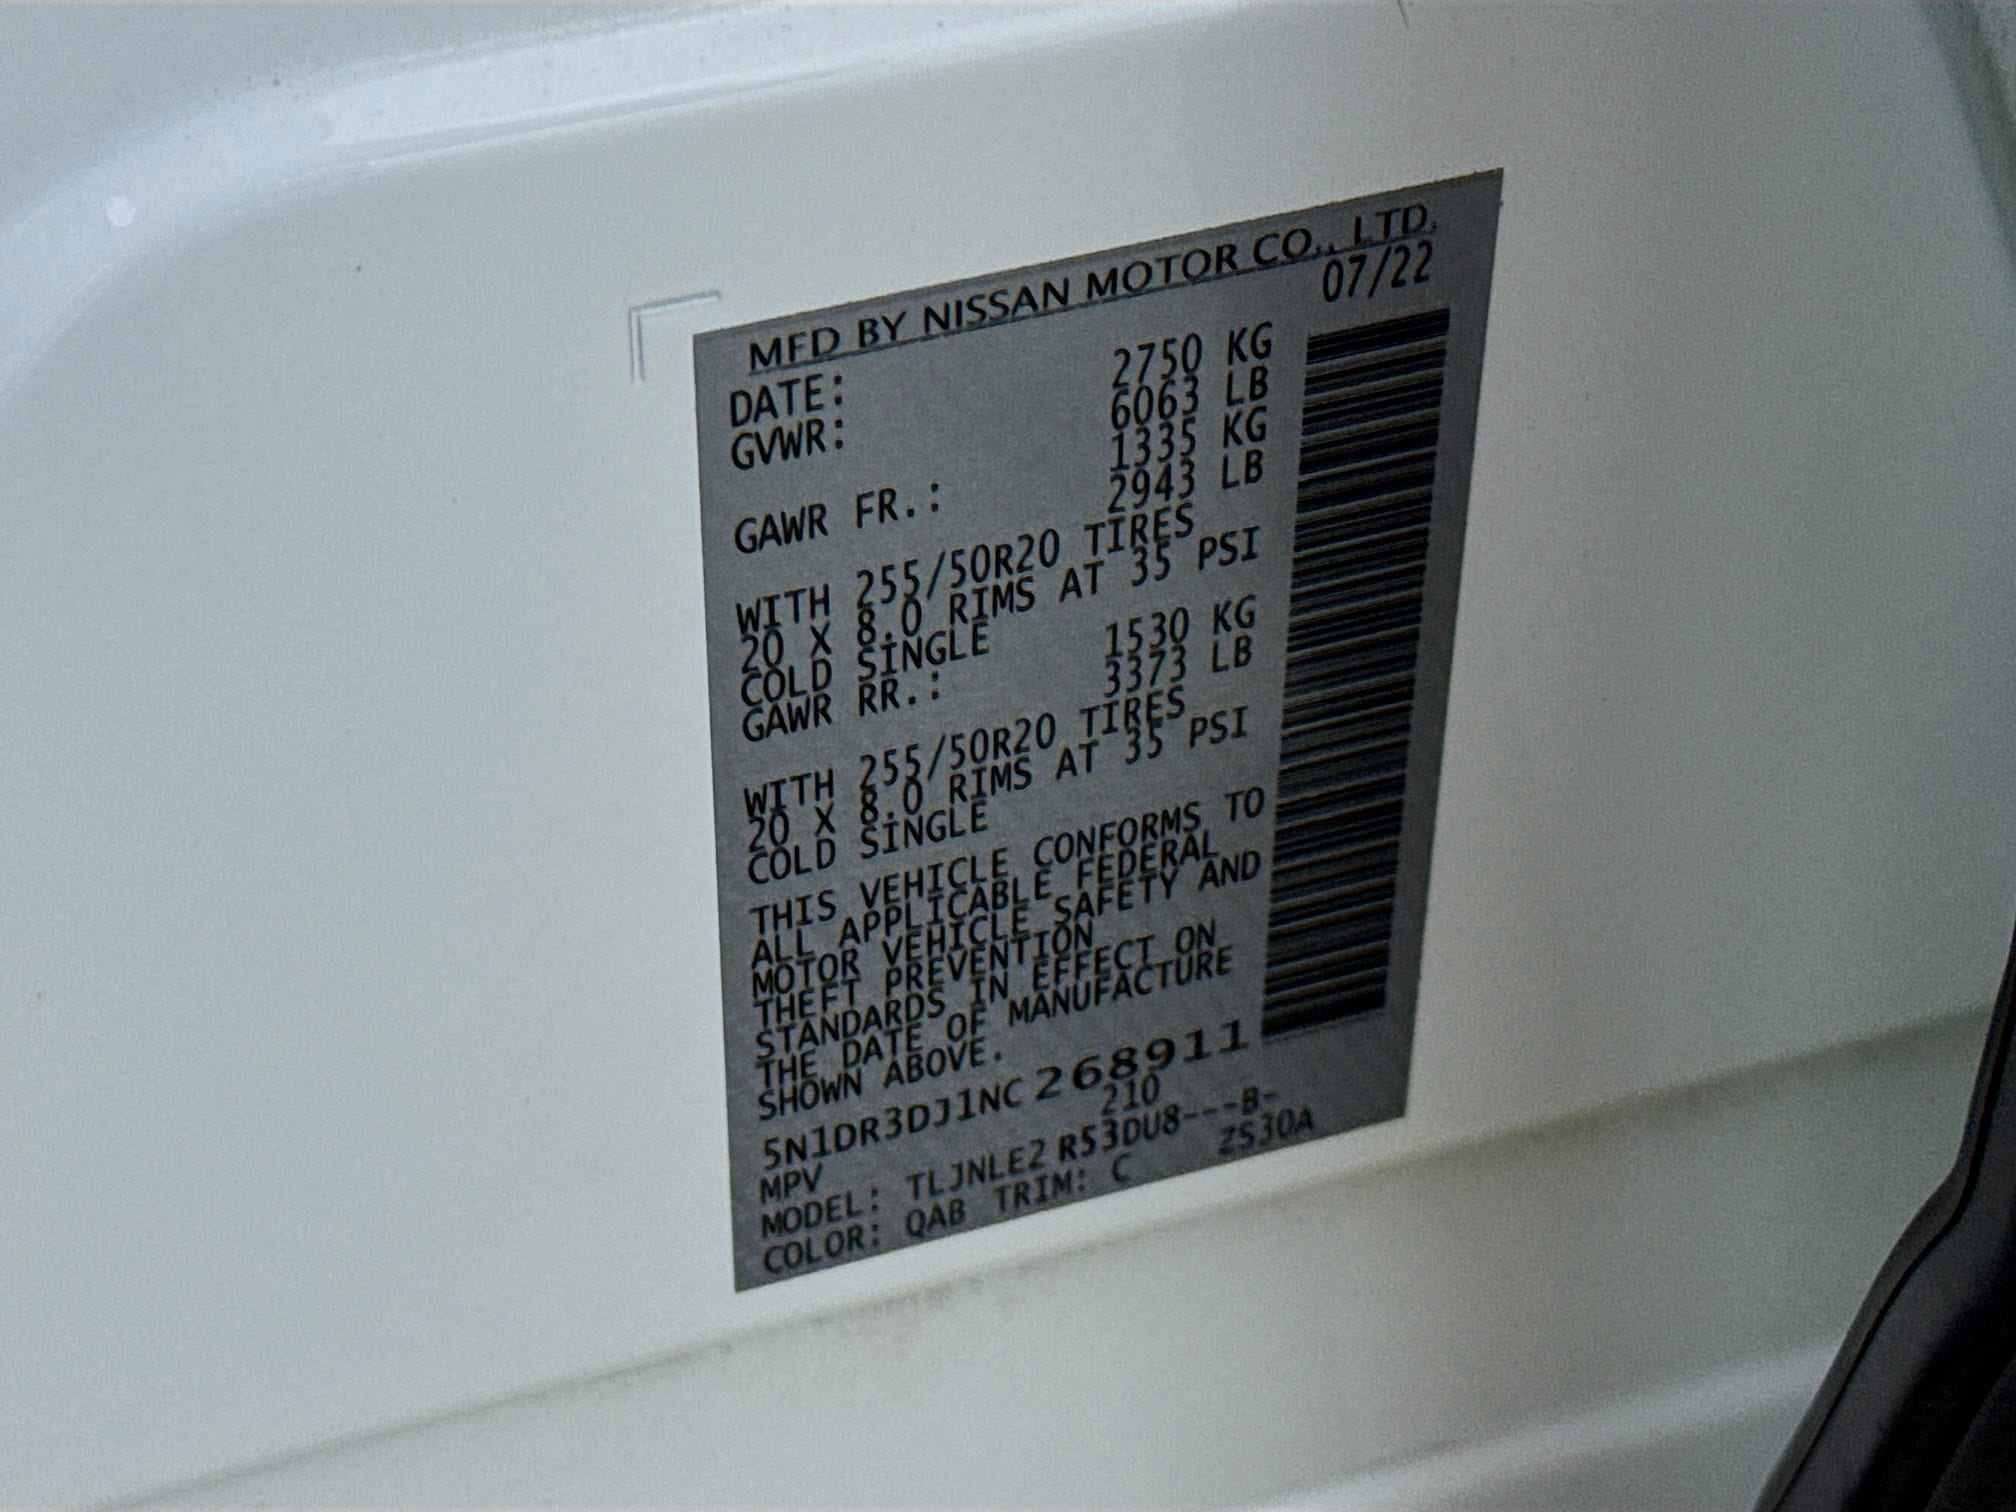 MFD BY NISSAN MOTOR CO., LTD.
DATE: 07/22
GVWR: 2750 KG
6063 LB
GAWR FR.: 1335 KG
2943 LB
WITH 255/50R20 TIRES
20 X 8.0 RIMS AT 35 PSI
COLD SINGLE
GAWR RR.: 1530 KG
3373 LB
WITH 255/50R20 TIRES
20 X 8.0 RIMS AT 35 PSI
COLD SINGLE
THIS VEHICLE CONFORMS TO
ALL APPLICABLE FEDERAL
MOTOR VEHICLE SAFETY AND
THEFT PREVENTION
STANDARDS IN EFFECT ON
THE DATE OF MANUFACTURE
SHOWN ABOVE.
5N1DR3DJ1NC 268911
MPV 210
MODEL: TLJNLE2 R53DU8---B-
COLOR: QAB TRIM: C ZS30A